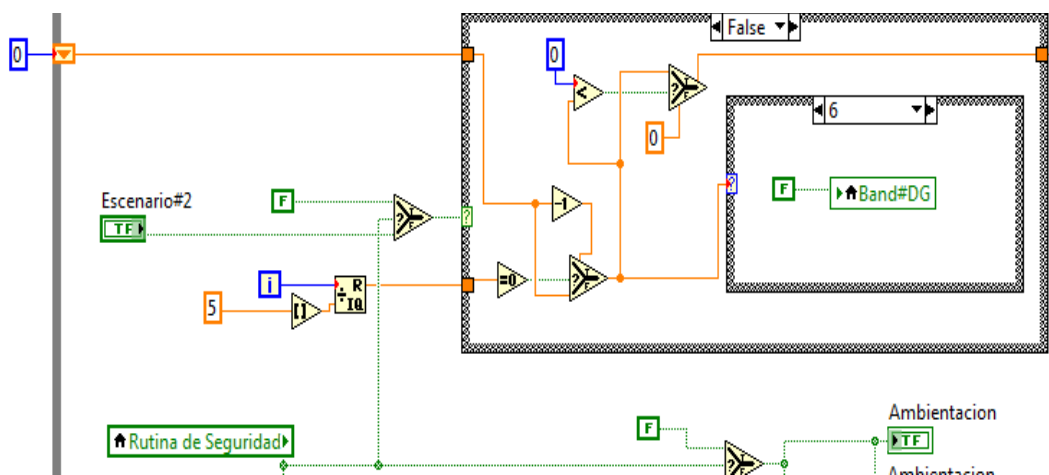 False
0
0
<
?
T
F
6
0
?
F
Band#DG
Escenario#2
F
TF
?
T
F
?
-1
i
R
÷
IQ
=0
?
T
F
5
[]
Rutina de Seguridad
F
Ambientacion
TF
?
T
F
Ambientacion